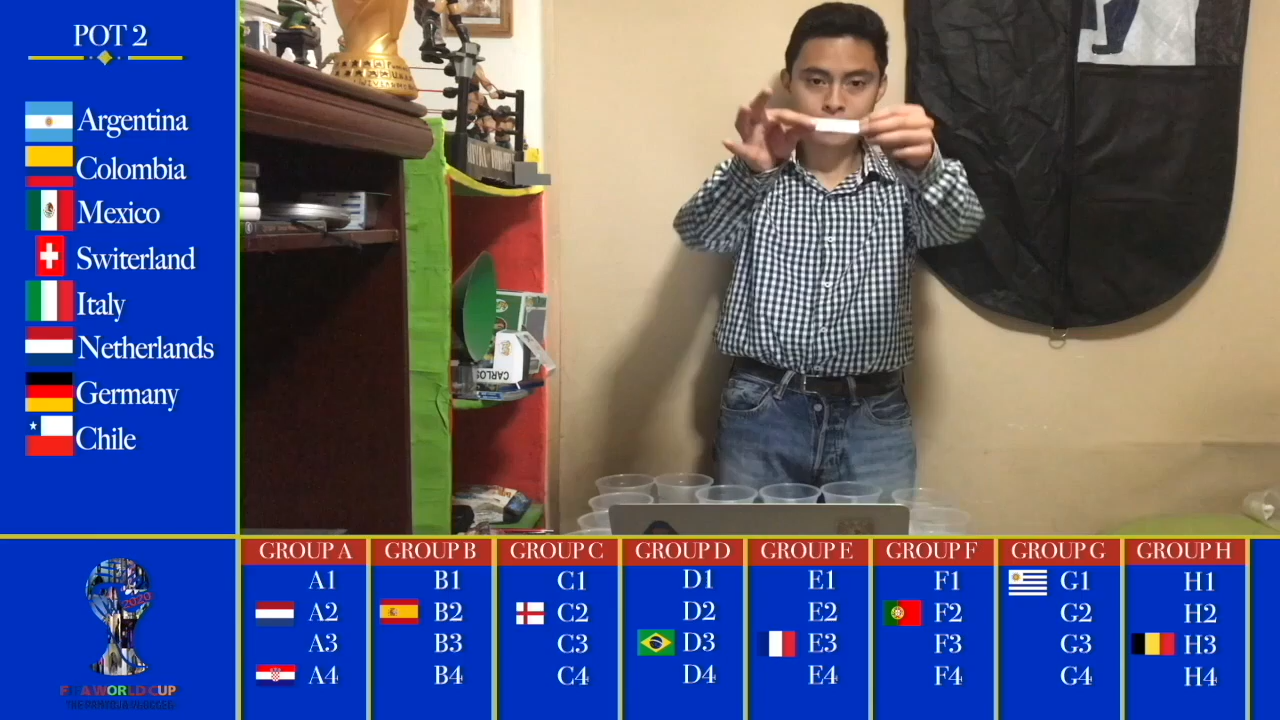 POT 2
Argentina
Colombia
Mexico
Switerland
Italy
Netherlands
Germany
Chile
CARLOS
GROUP A
A1
A2
A3
A4
GROUP B
B1
B2
B3
B4
GROUP C
C1
C2
C3
C4
GROUP D
D1
D2
D3
D4
GROUP E
E1
E2
E3
E4
GROUP F
F1
F2
F3
F4
GROUP G
G1
G2
G3
G4
GROUP H
H1
H2
H3
H4
2020
WORLD CUP